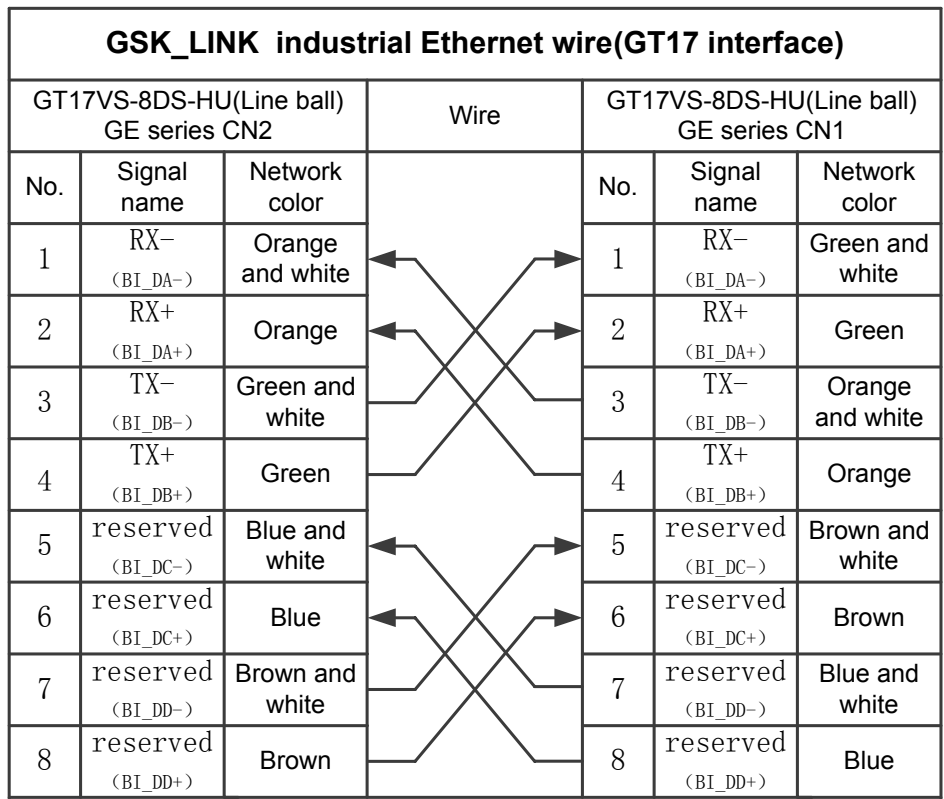 GSK_LINK industrial Ethernet wire(GT17 interface)
GT17VS-8DS-HU(Line ball)
GE series CN2
Wire
GT17VS-8DS-HU(Line ball)
GE series CN1
No.
Signal
name
Network
color
No.
Signal
name
Network
color
1
RX-
(BI_DA-)
Orange
and white
1
RX-
(BI_DA-)
Green and
white
2
RX+
(BI_DA+)
Orange
2
RX+
(BI_DA+)
Green
3
TX-
(BI_DB-)
Green and
white
3
TX-
(BI_DB-)
Orange
and white
4
TX+
(BI_DB+)
Green
4
TX+
(BI_DB+)
Orange
5
reserved
(BI_DC-)
Blue and
white
5
reserved
(BI_DC-)
Brown and
white
6
reserved
(BI_DC+)
Blue
6
reserved
(BI_DC+)
Brown
7
reserved
(BI_DD-)
Brown and
white
7
reserved
(BI_DD-)
Blue and
white
8
reserved
(BI_DD+)
Brown
8
reserved
(BI_DD+)
Blue